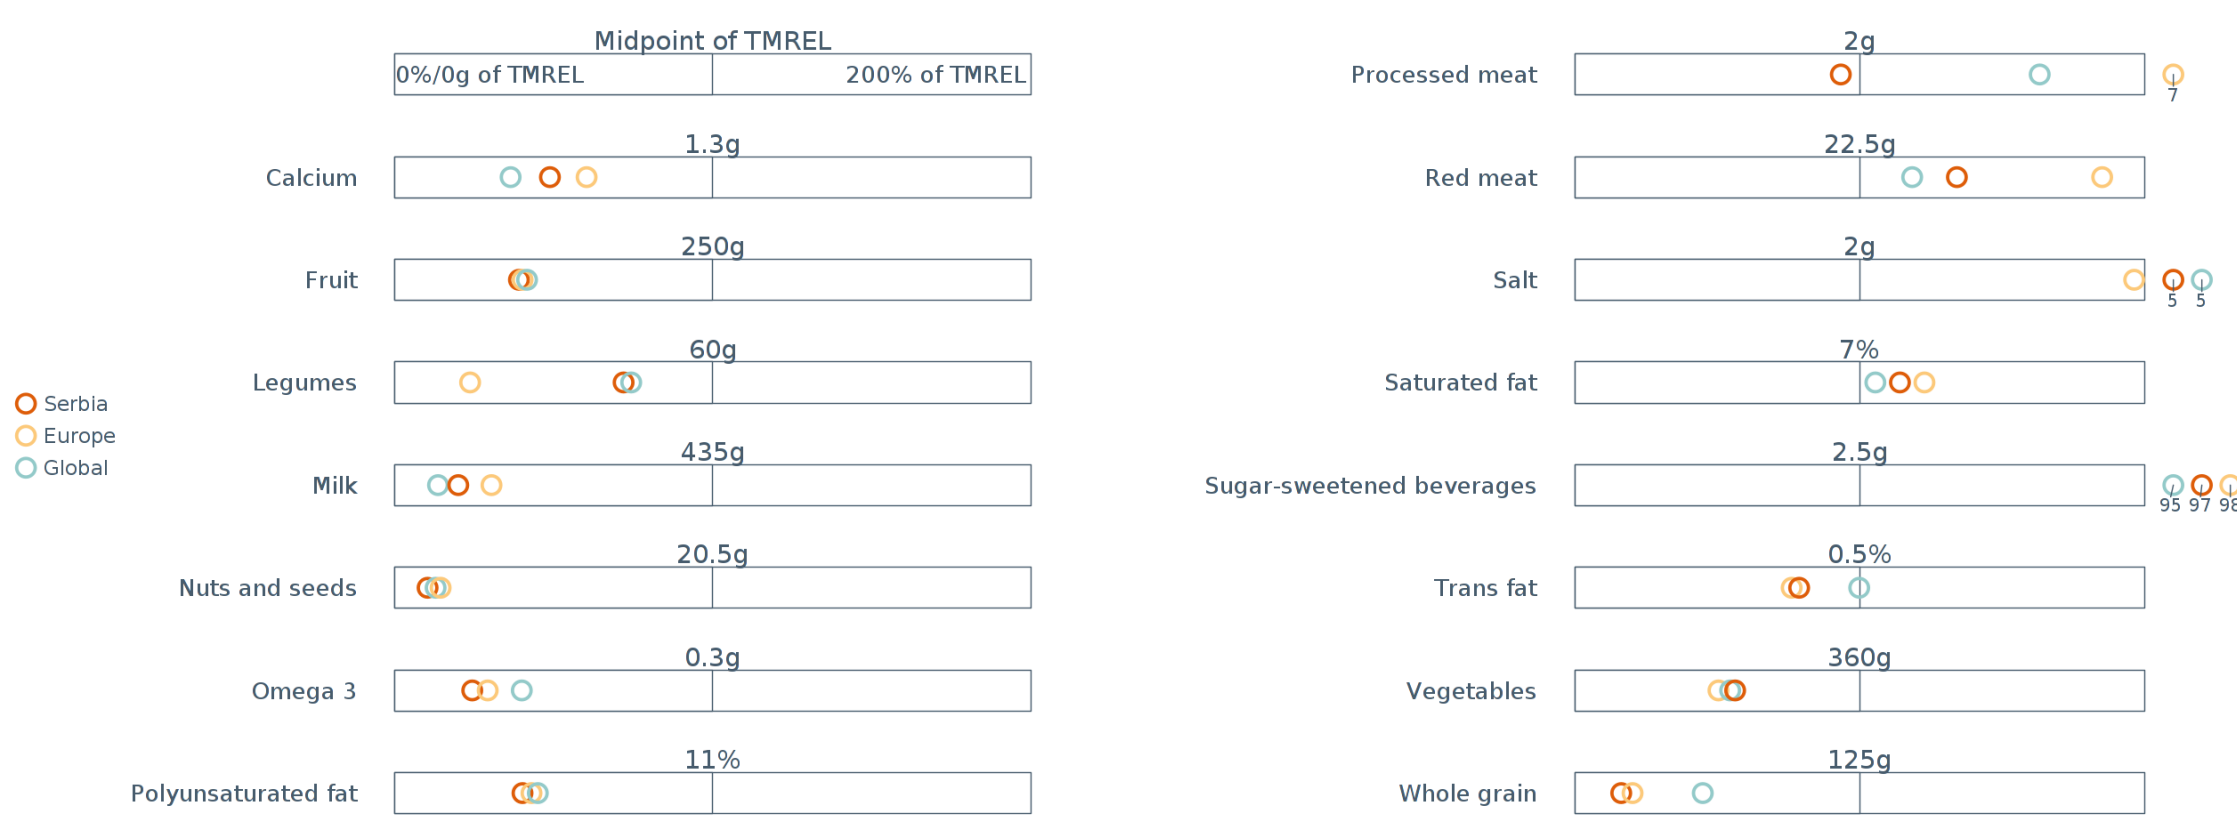 Midpoint of TMREL
0%/0g of TMREL
200% of TMREL
1.3g
Calcium
250g
Fruit
60g
Legumes
435g
Milk
20.5g
Nuts and seeds
0.3g
Omega 3
11%
Polyunsaturated fat
Serbia
Europe
Global
2g
Processed meat
7
22.5g
Red meat
2g
Salt
5 5
7%
Saturated fat
2.5g
Sugar-sweetened beverages
95 97 98
0.5%
Trans fat
360g
Vegetables
125g
Whole grain